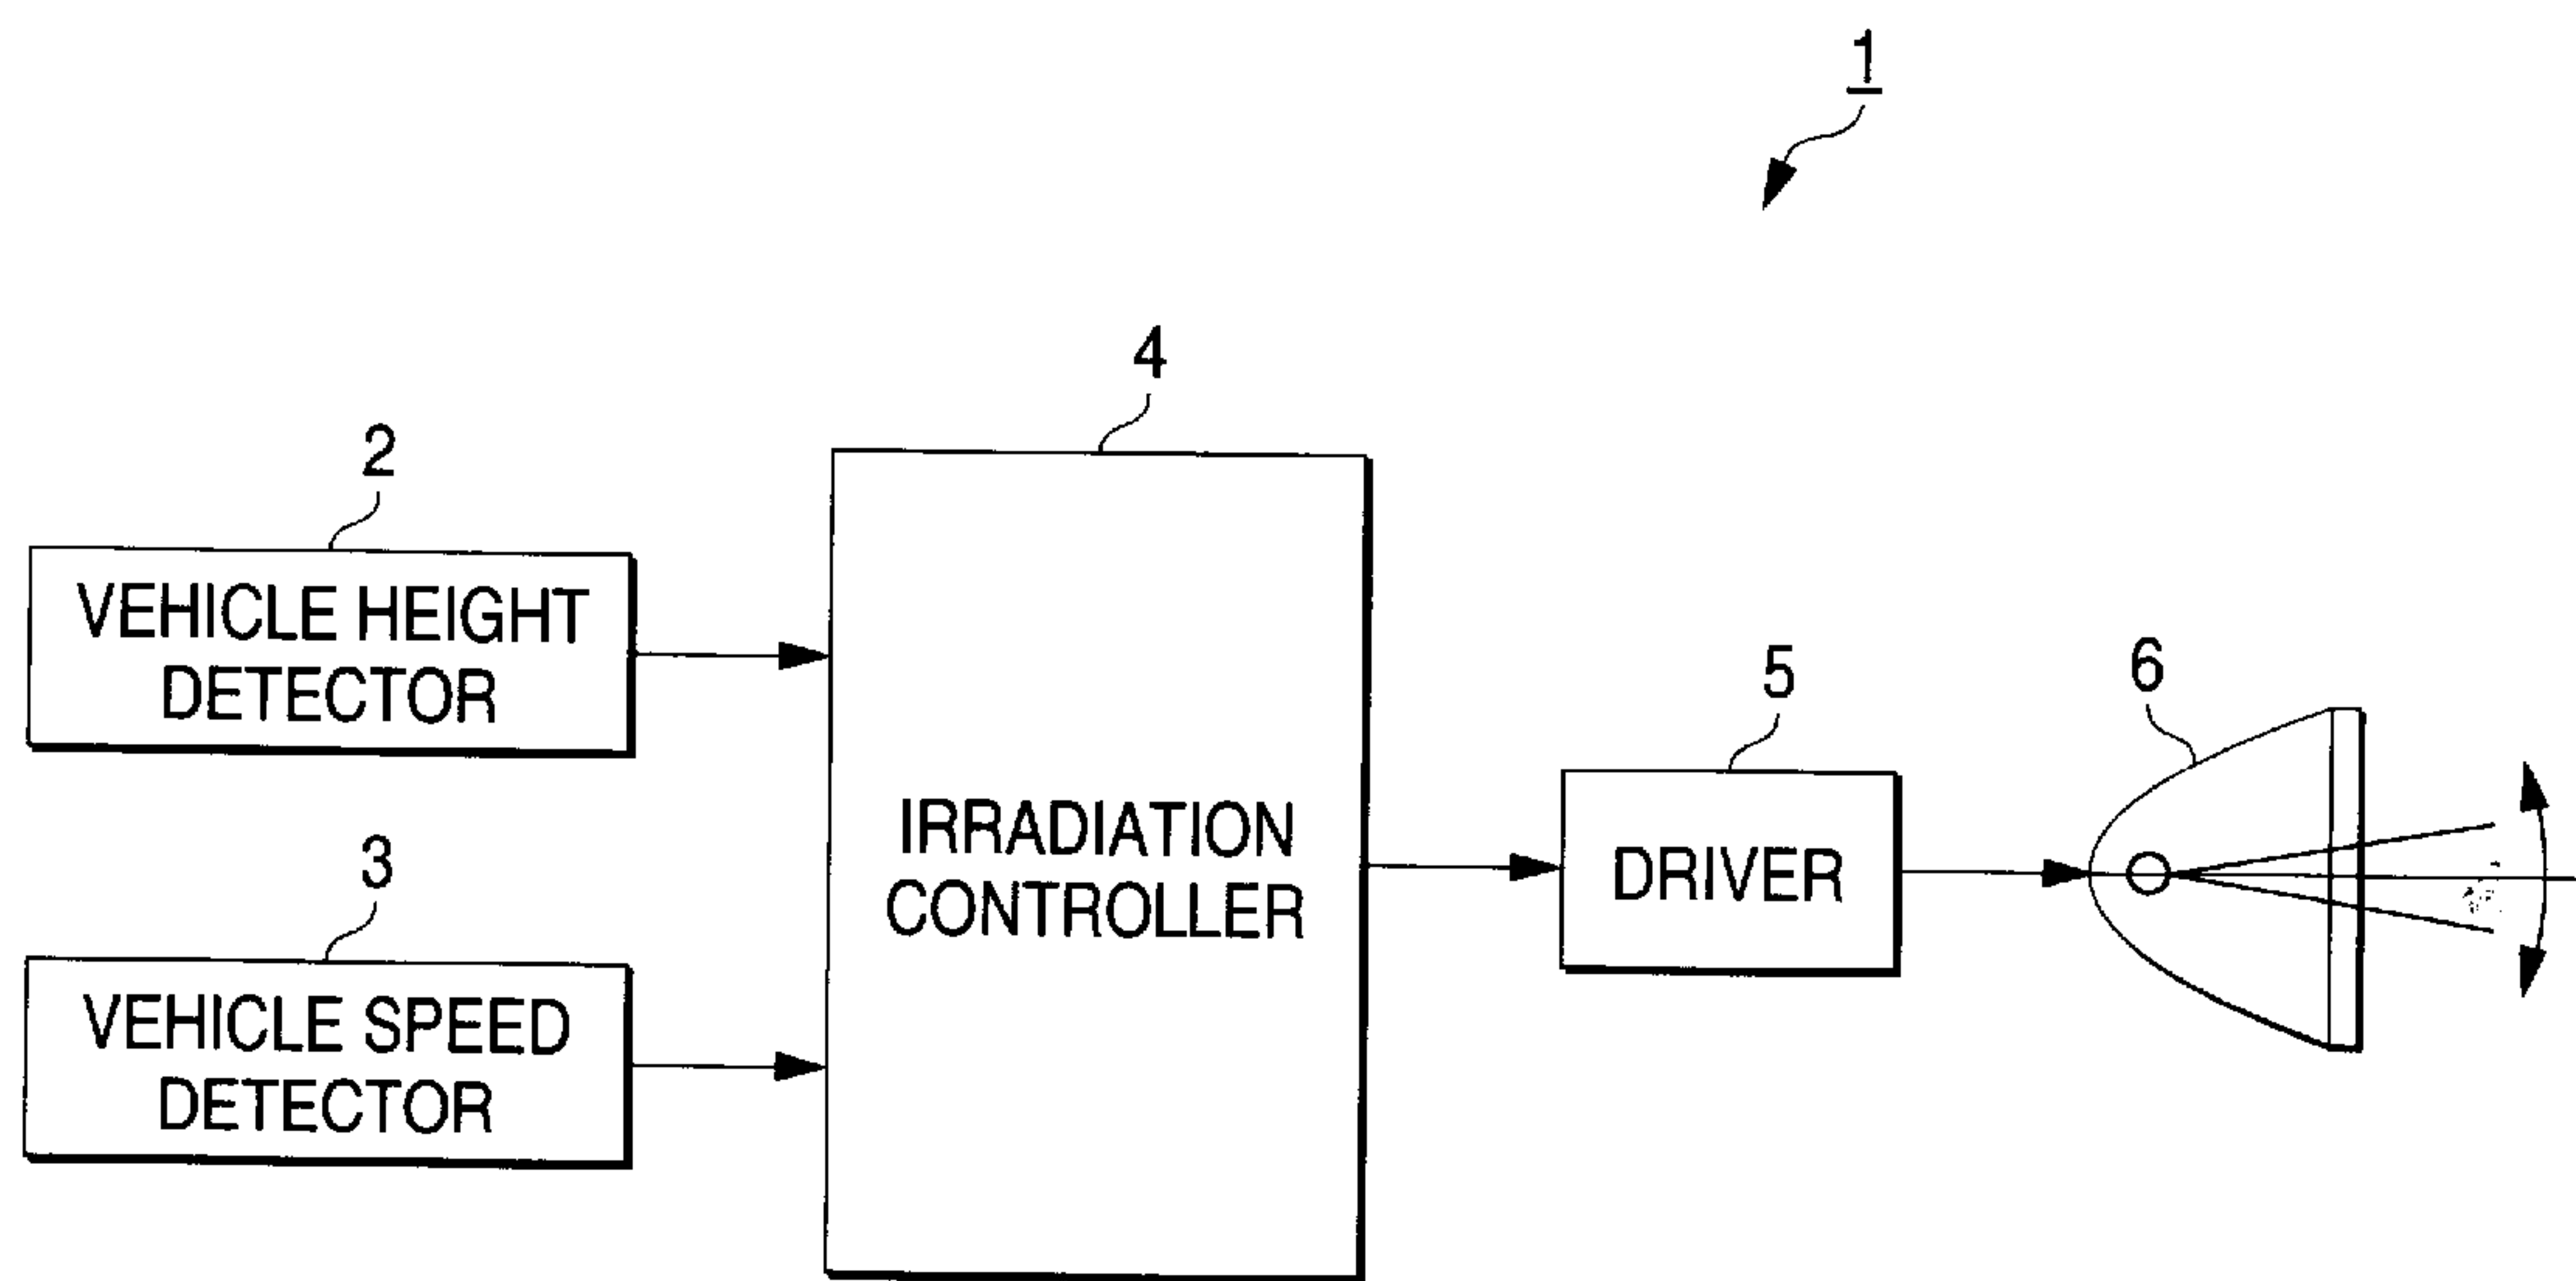 1
4
2
VEHICLE HEIGHT
DETECTOR
5
6
3
IRRADIATION
CONTROLLER
DRIVER
VEHICLE SPEED
DETECTOR